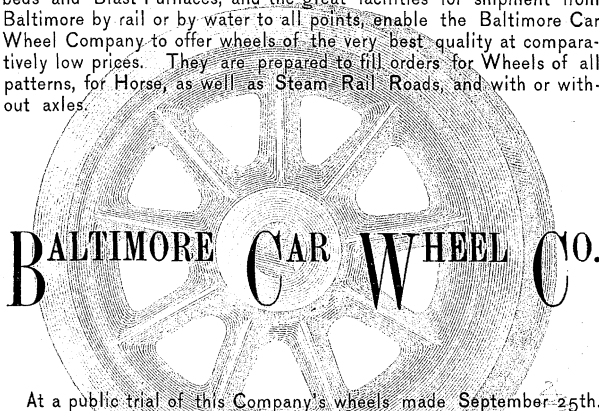 beds and Blast Furnaces, and the great facilities for shipment from
Baltimore by rail or by water to all points, enable the Baltimore Car
Wheel Company to offer wheels of the very best quality at compara-
tively low prices. They are prepared to fill orders for Wheels of all
patterns, for Horse, as well as Steam Rail Roads, and with or with-
out axles.
BALTIMORE CAR WHEEL CO.
At a public trial of this Company's wheels made September 25th.